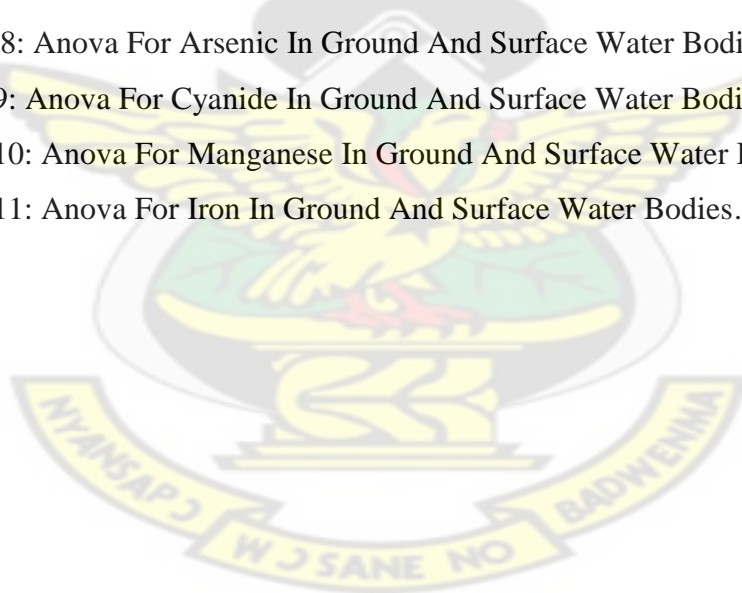 8: Anova For Arsenic In Ground And Surface Water Bodi
9: Anova For Cyanide In Ground And Surface Water Bodi
10: Anova For Manganese In Ground And Surface Water
11: Anova For Iron In Ground And Surface Water Bodies.
NYANSAPƆ
WƆ SANE NO
BADWENMA